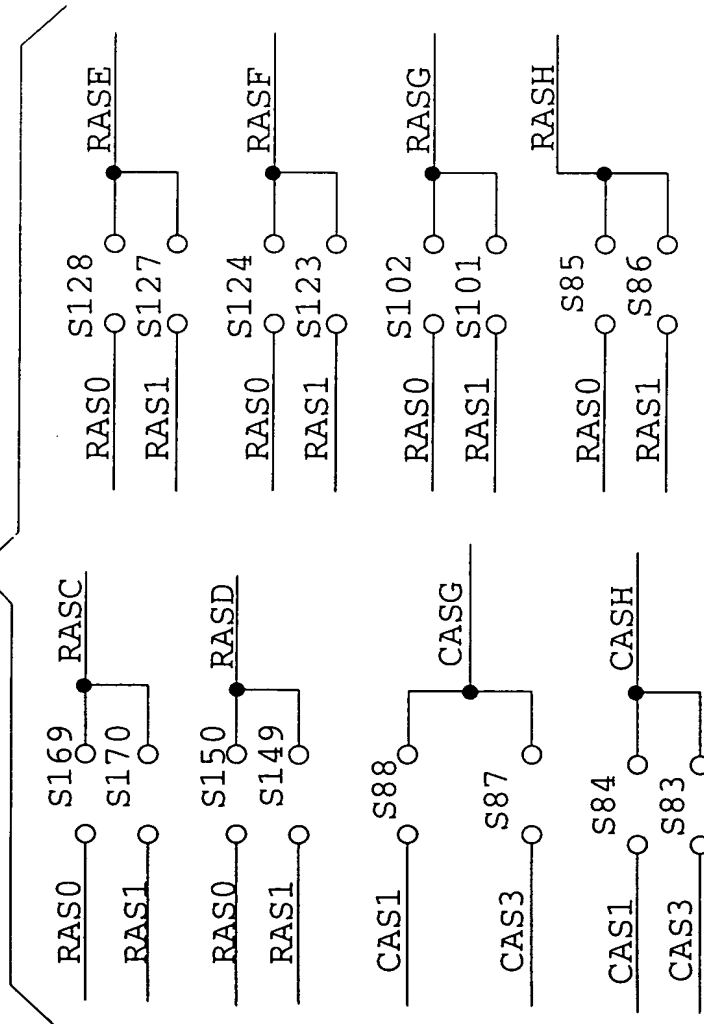 RAS0 S169 RASC
RAS1 S170
RAS0 S150 RASD
RAS1 S149
CAS1 S88 CASG
CAS3 S87
CAS1 S84 CASH
CAS3 S83
RAS0 S128 RASE
RAS1 S127
RAS0 S124 RASF
RAS1 S123
RAS0 S102 RASG
RAS1 S101
RAS0 S85 RASH
RAS1 S86